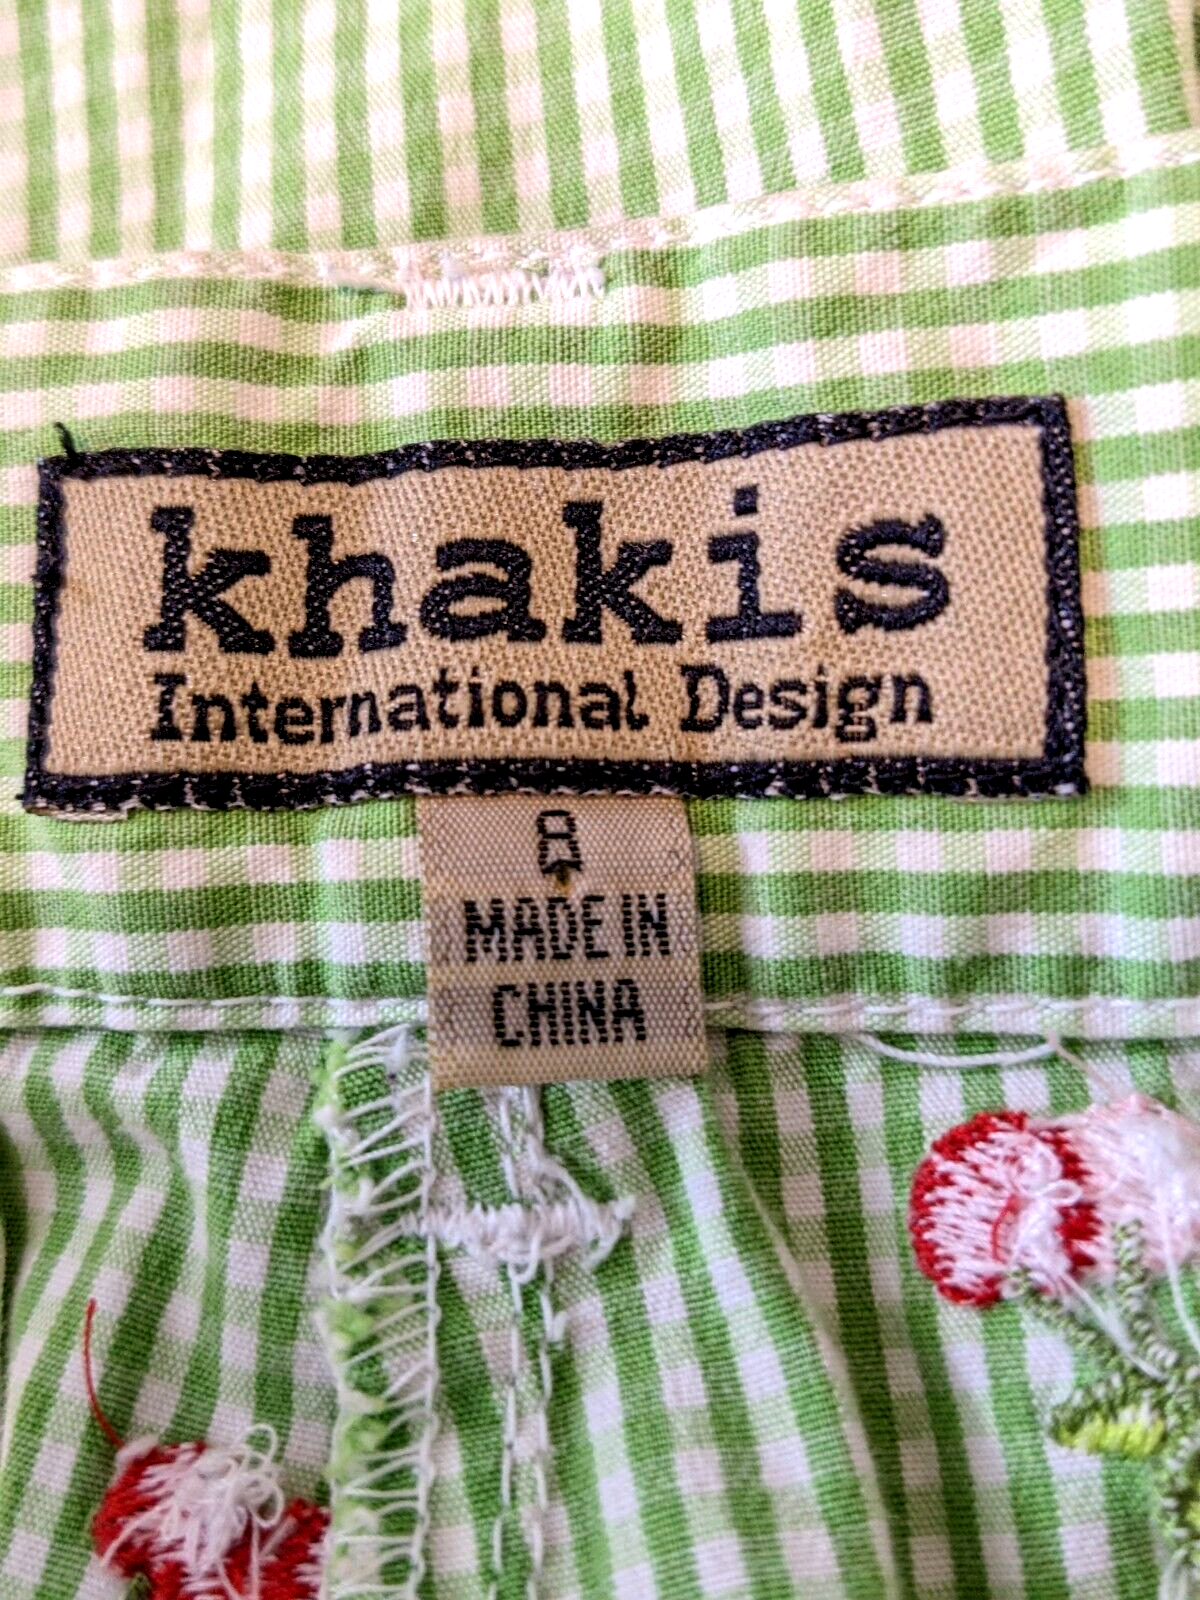 khakis
International Design
8
MADE IN
CHINA